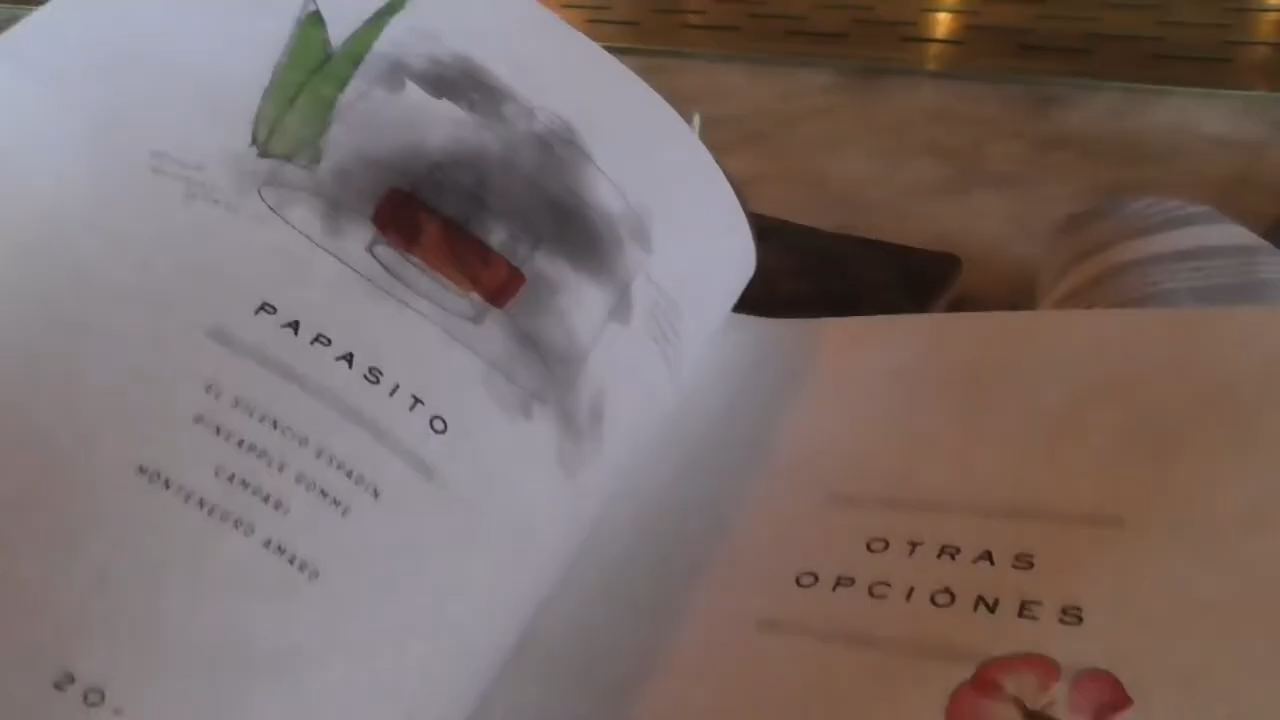 PAPASITO
EL SILENCIO ESPADIN
PINEAPPLE GOMME
CAMPARI
MONTENEGRO AMARO
20.
OTRAS
OPCIÓNES